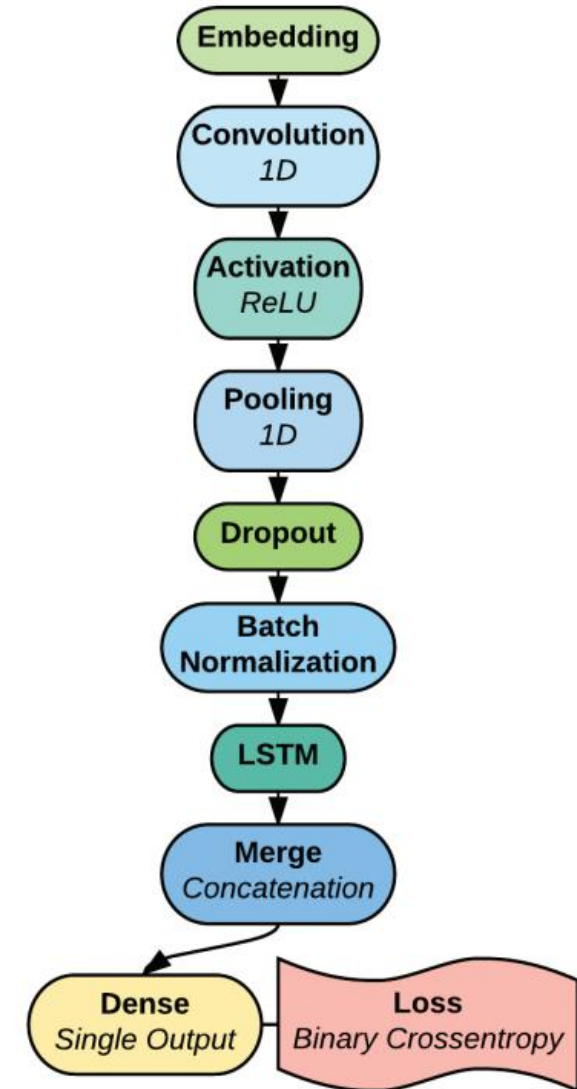 Embedding
Convolution
1D
Activation
ReLU
Pooling
1D
Dropout
Batch
Normalization
LSTM
Merge
Concatenation
Dense
Single Output
Loss
Binary Crossentropy